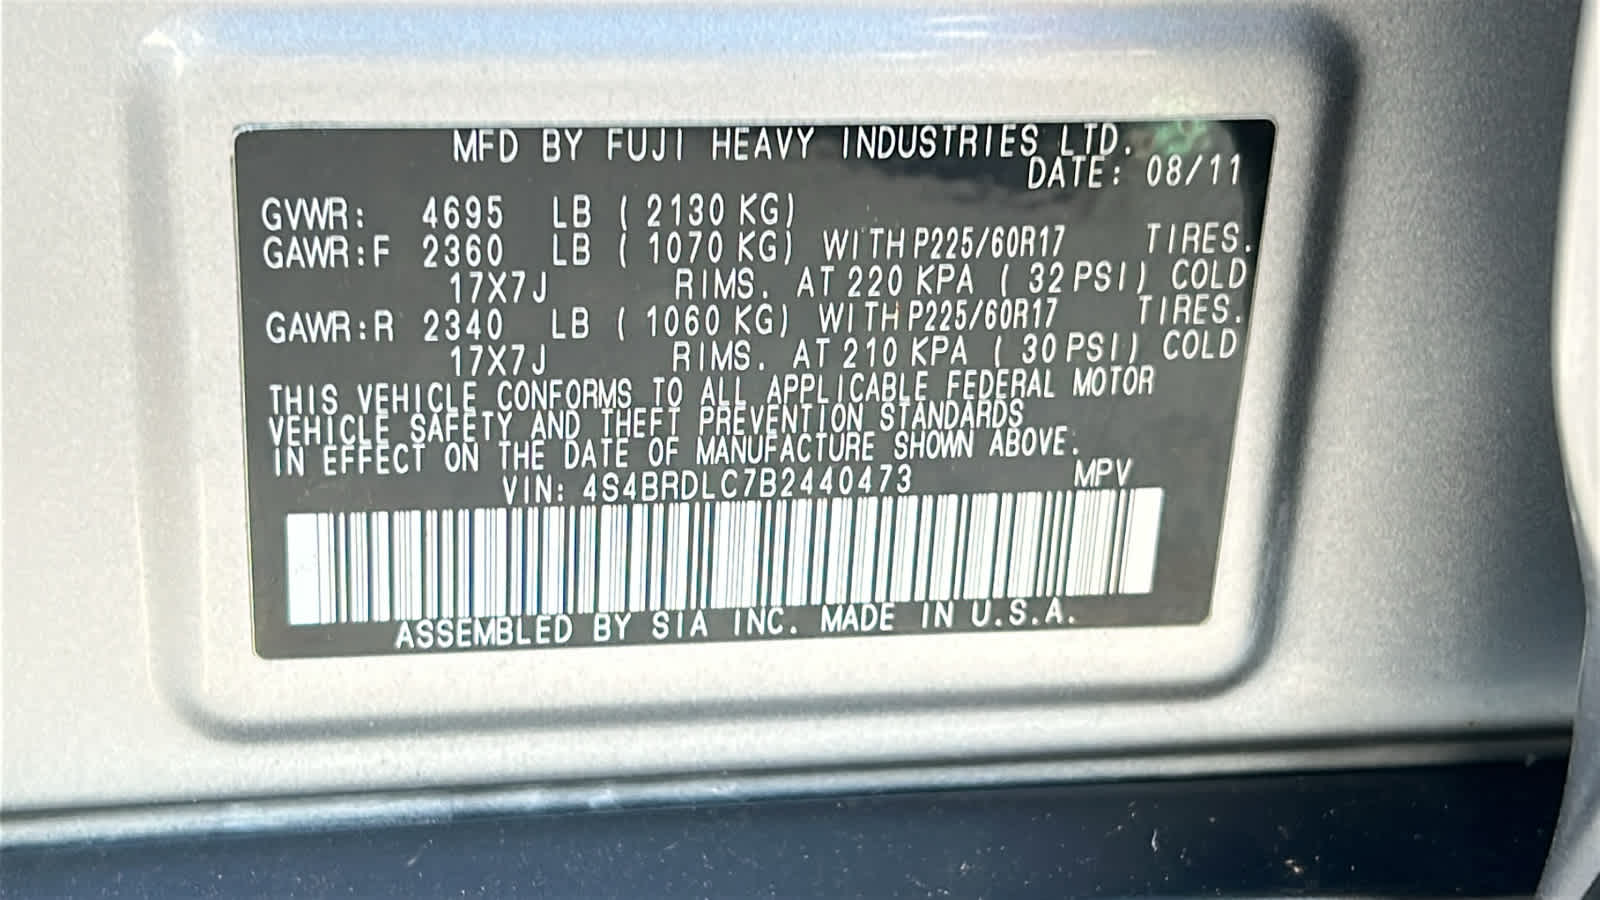 MFD BY FUJI HEAVY INDUSTRIES LTD.
DATE: 08/11
GVWR: 4695 LB ( 2130 KG)
GAWR:F 2360 LB ( 1070 KG) WITH P225/60R17 TIRES.
17X7J RIMS. AT 220 KPA ( 32 PSI) COLD
GAWR:R 2340 LB ( 1060 KG) WITH P225/60R17 TIRES.
17X7J RIMS. AT 210 KPA ( 30 PSI) COLD
THIS VEHICLE CONFORMS TO ALL APPLICABLE FEDERAL MOTOR
VEHICLE SAFETY AND THEFT PREVENTION STANDARDS
IN EFFECT ON THE DATE OF MANUFACTURE SHOWN ABOVE.
VIN: 4S4BRDLC7B2440473 MPV
ASSEMBLED BY SIA INC. MADE IN U.S.A.